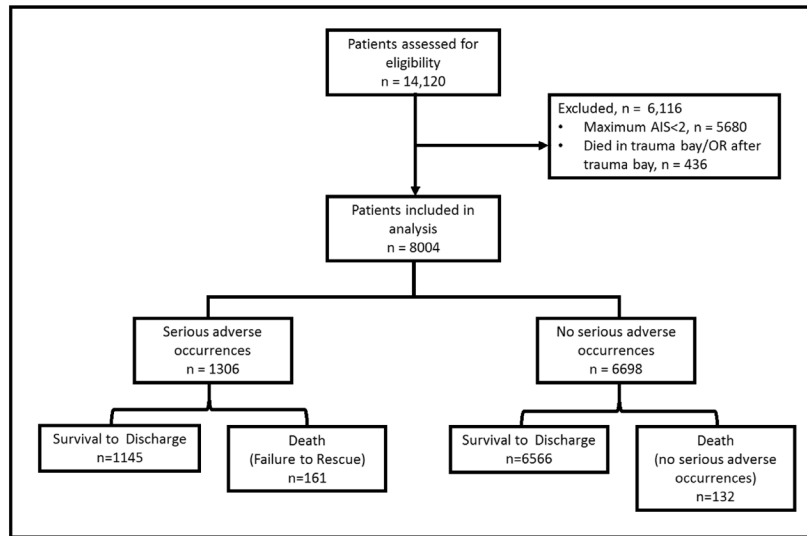 Patients assessed for
eligibility
n = 14,120
Excluded, n = 6,116
• Maximum AIS<2, n = 5680
• Died in trauma bay/OR after
trauma bay, n = 436
Patients included in
analysis
n = 8004
Serious adverse
occurrences
n = 1306
No serious adverse
occurrences
n = 6698
Survival to Discharge
n=1145
Death
(Failure to Rescue)
n=161
Survival to Discharge
n=6566
Death
(no serious adverse
occurrences)
n=132